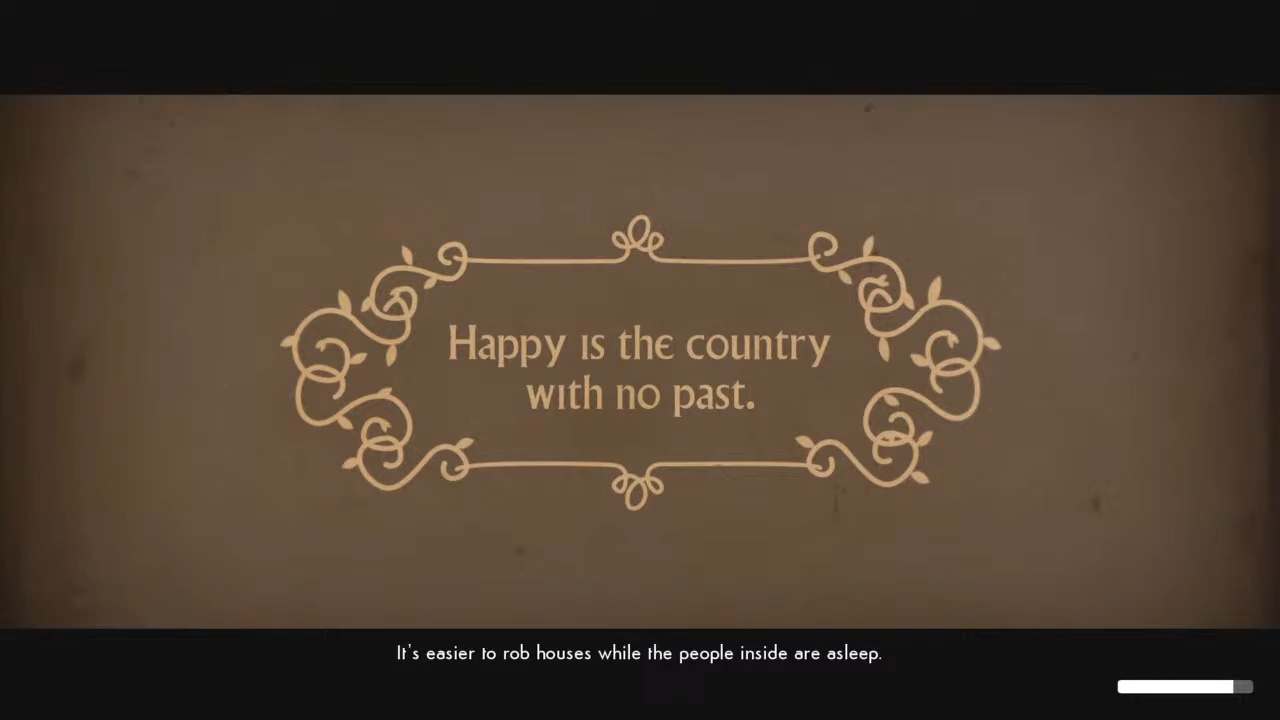 Happy is the country
with no past.
It's easier to rob houses while the people inside are asleep.